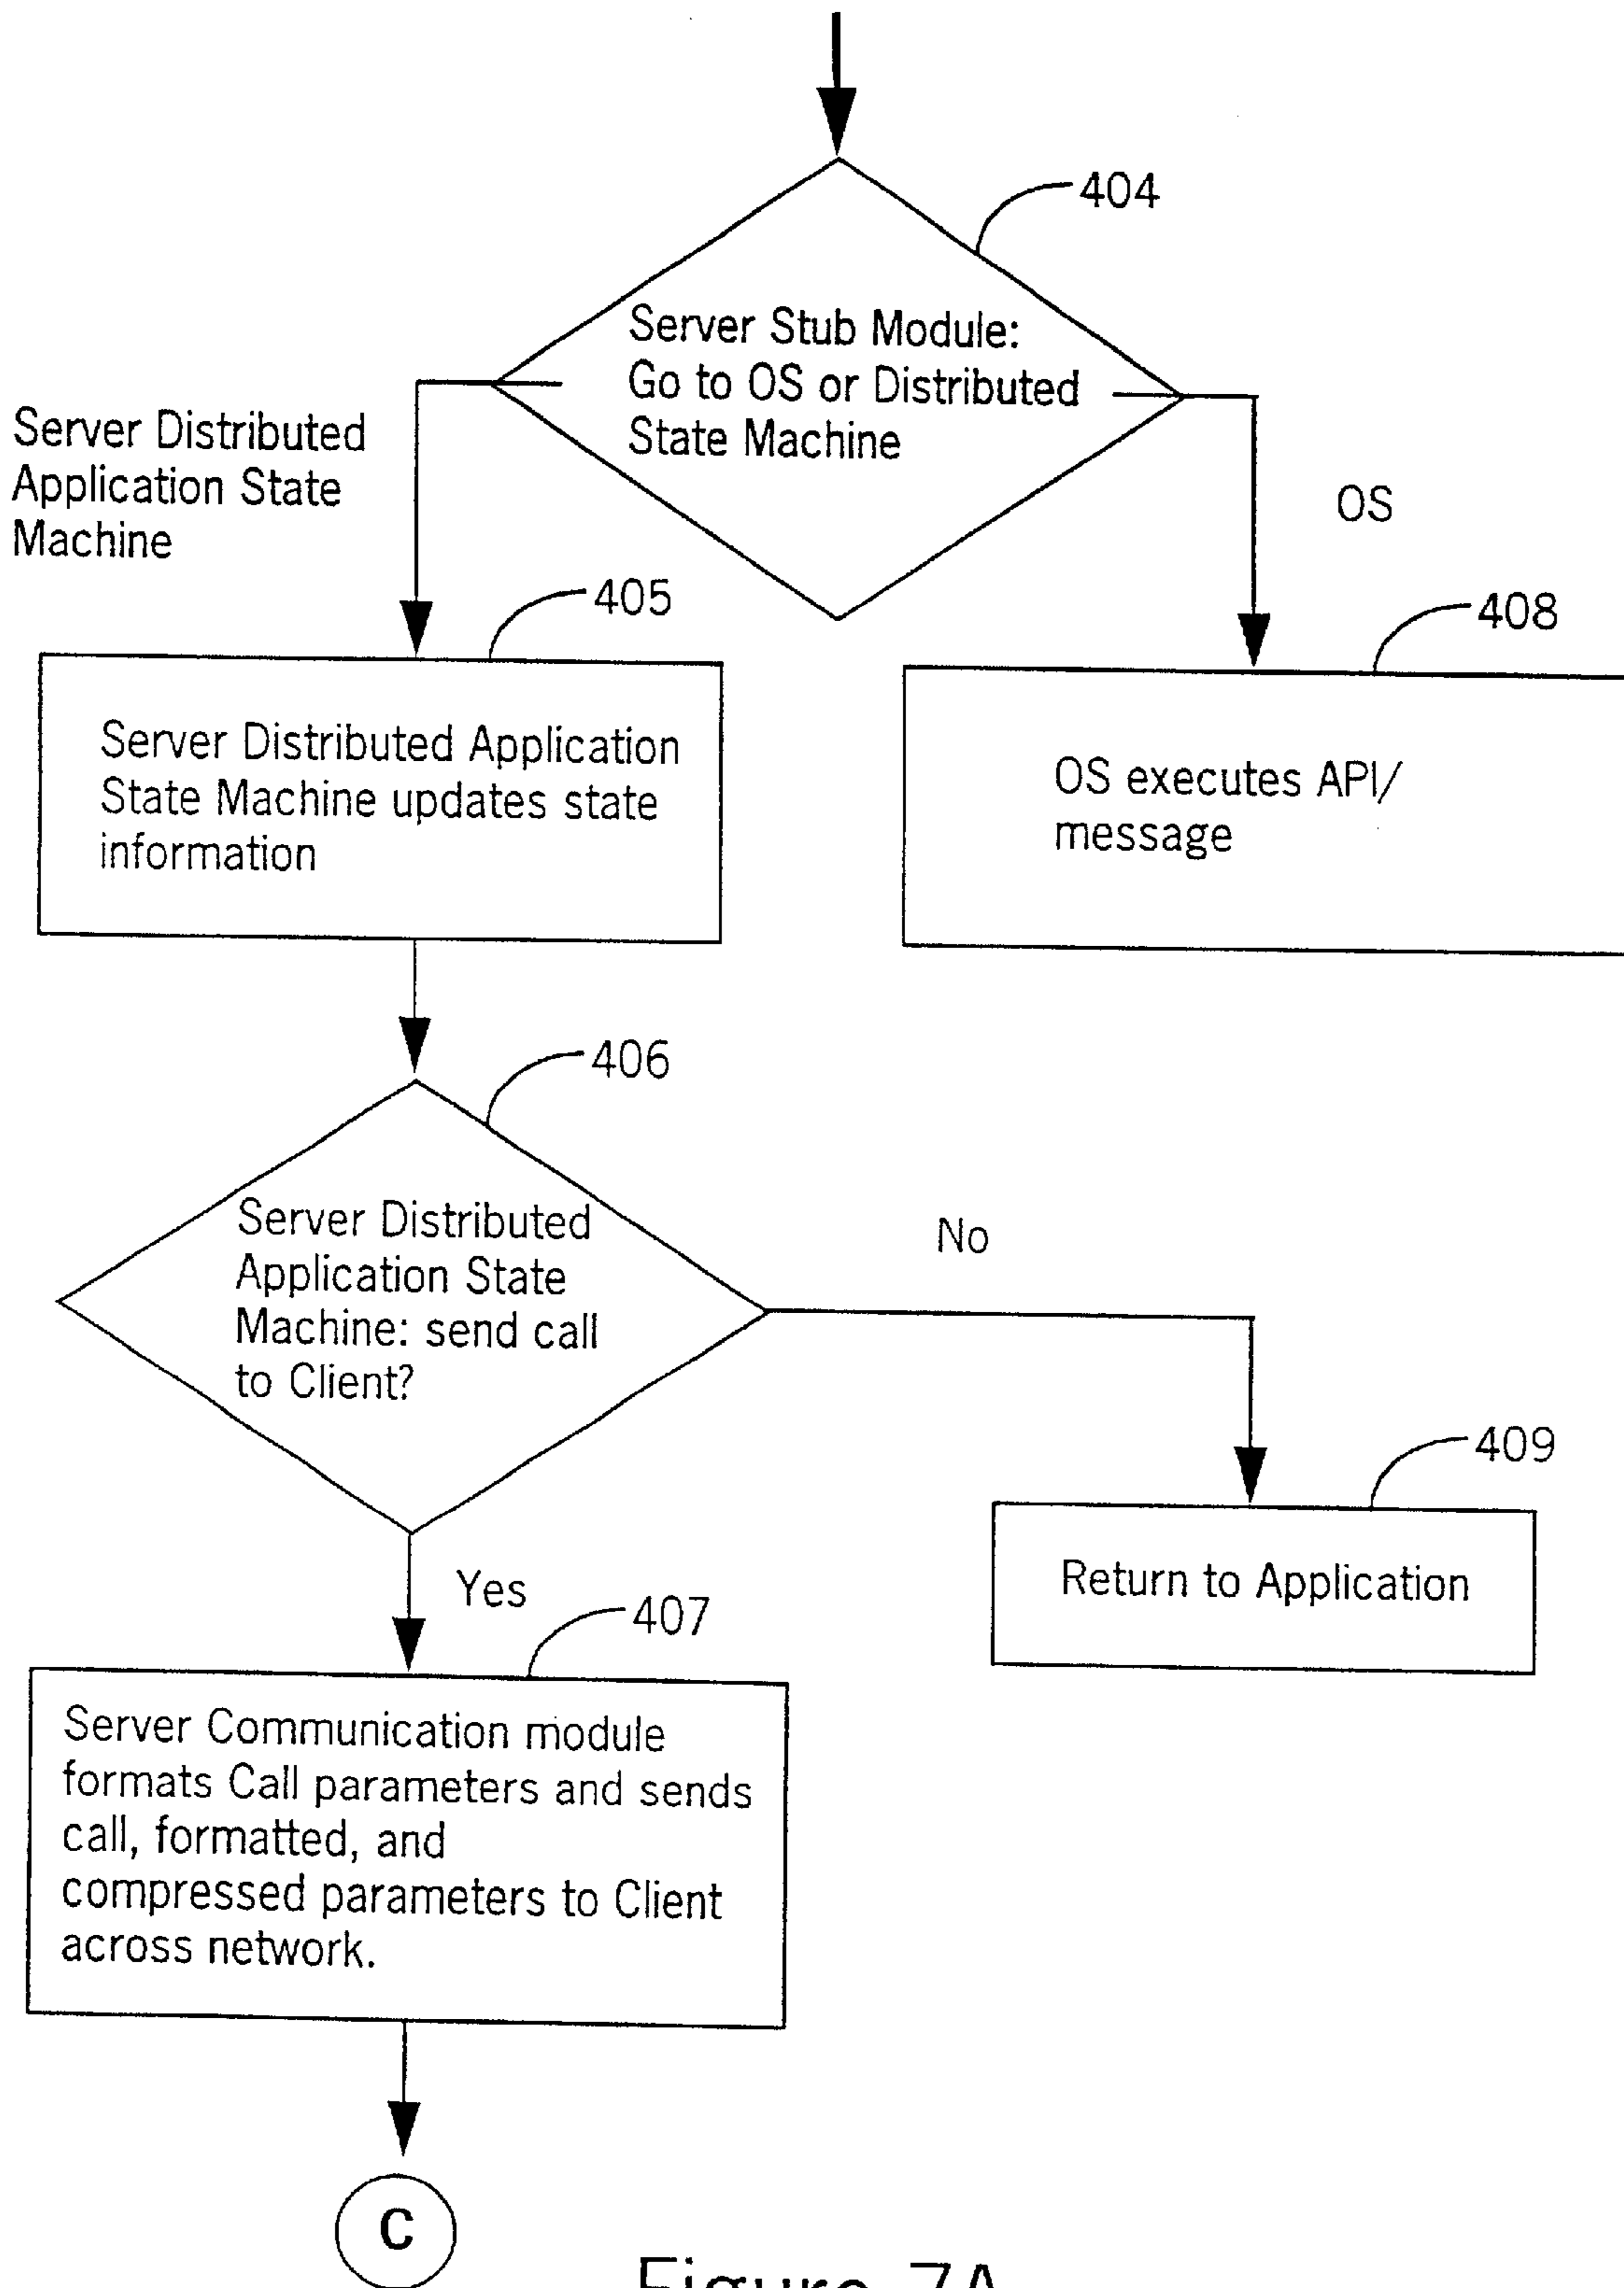 404
Server Stub Module:
Go to OS or Distributed
State Machine
Server Distributed
Application State
Machine
OS
405
408
Server Distributed Application
State Machine updates state
information
OS executes API/
message
406
Server Distributed
Application State
Machine: send call
to Client?
No
409
Return to Application
Yes
407
Server Communication module
formats Call parameters and sends
call, formatted, and
compressed parameters to Client
across network.
C
Figure 7A